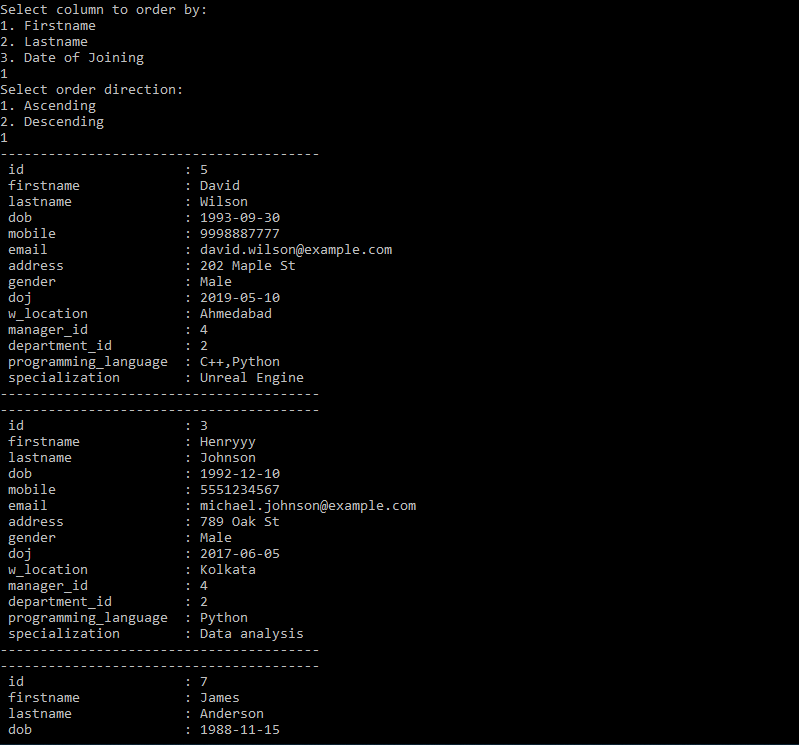 Select column to order by:
1. Firstname
2. Lastname
3. Date of Joining
1
Select order direction:
1. Ascending
2. Descending
1
----------------------------------------
id : 5
firstname : David
lastname : Wilson
dob : 1993-09-30
mobile : 9998887777
email : david.wilson@example.com
address : 202 Maple St
gender : Male
doj : 2019-05-10
w_location : Ahmedabad
manager_id : 4
department_id : 2
programming_language : C++,Python
specialization : Unreal Engine
----------------------------------------
----------------------------------------
id : 3
firstname : Henryyy
lastname : Johnson
dob : 1992-12-10
mobile : 5551234567
email : michael.johnson@example.com
address : 789 Oak St
gender : Male
doj : 2017-06-05
w_location : Kolkata
manager_id : 4
department_id : 2
programming_language : Python
specialization : Data analysis
----------------------------------------
----------------------------------------
id : 7
firstname : James
lastname : Anderson
dob : 1988-11-15